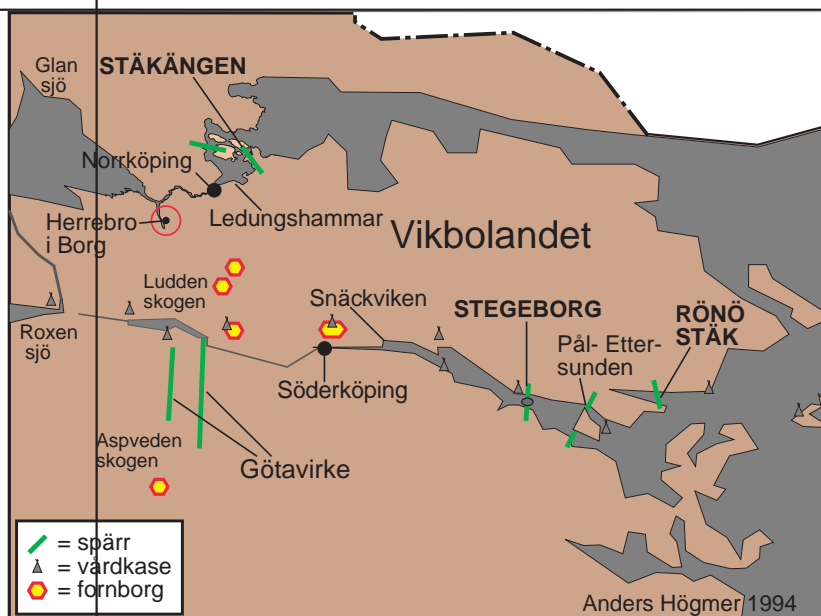 Glan
sjö
STÄKÄNGEN
Norrköping
Herrebro
i Borg
Ledungshammar
Vikbolandet
Ludden
skogen
Snäckviken
STEGEBORG
RÖNÖ
STÄK
Pål- Etter-
sunden
Roxen
sjö
Söderköping
Aspveden
skogen
Götavirke
= spärr
= vårdkase
= fornborg
Anders Högmer 1994